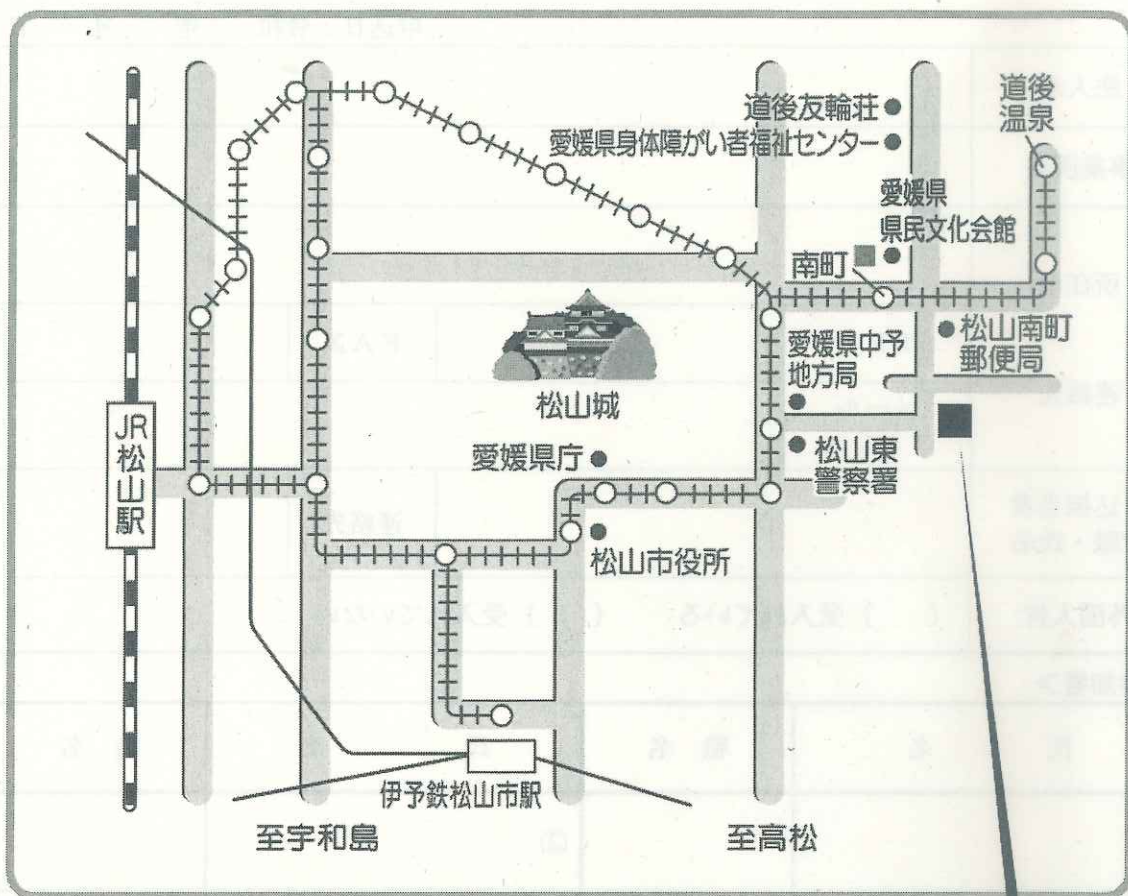 道後
温泉
道後友輪荘
愛媛県身体障がい者福祉センター
愛媛県
県民文化会館
南町
松山南町
郵便局
愛媛県中予
地方局
松山城
JR松山駅
愛媛県庁
松山東
警察署
松山市役所
伊予鉄松山市駅
至宇和島
至高松